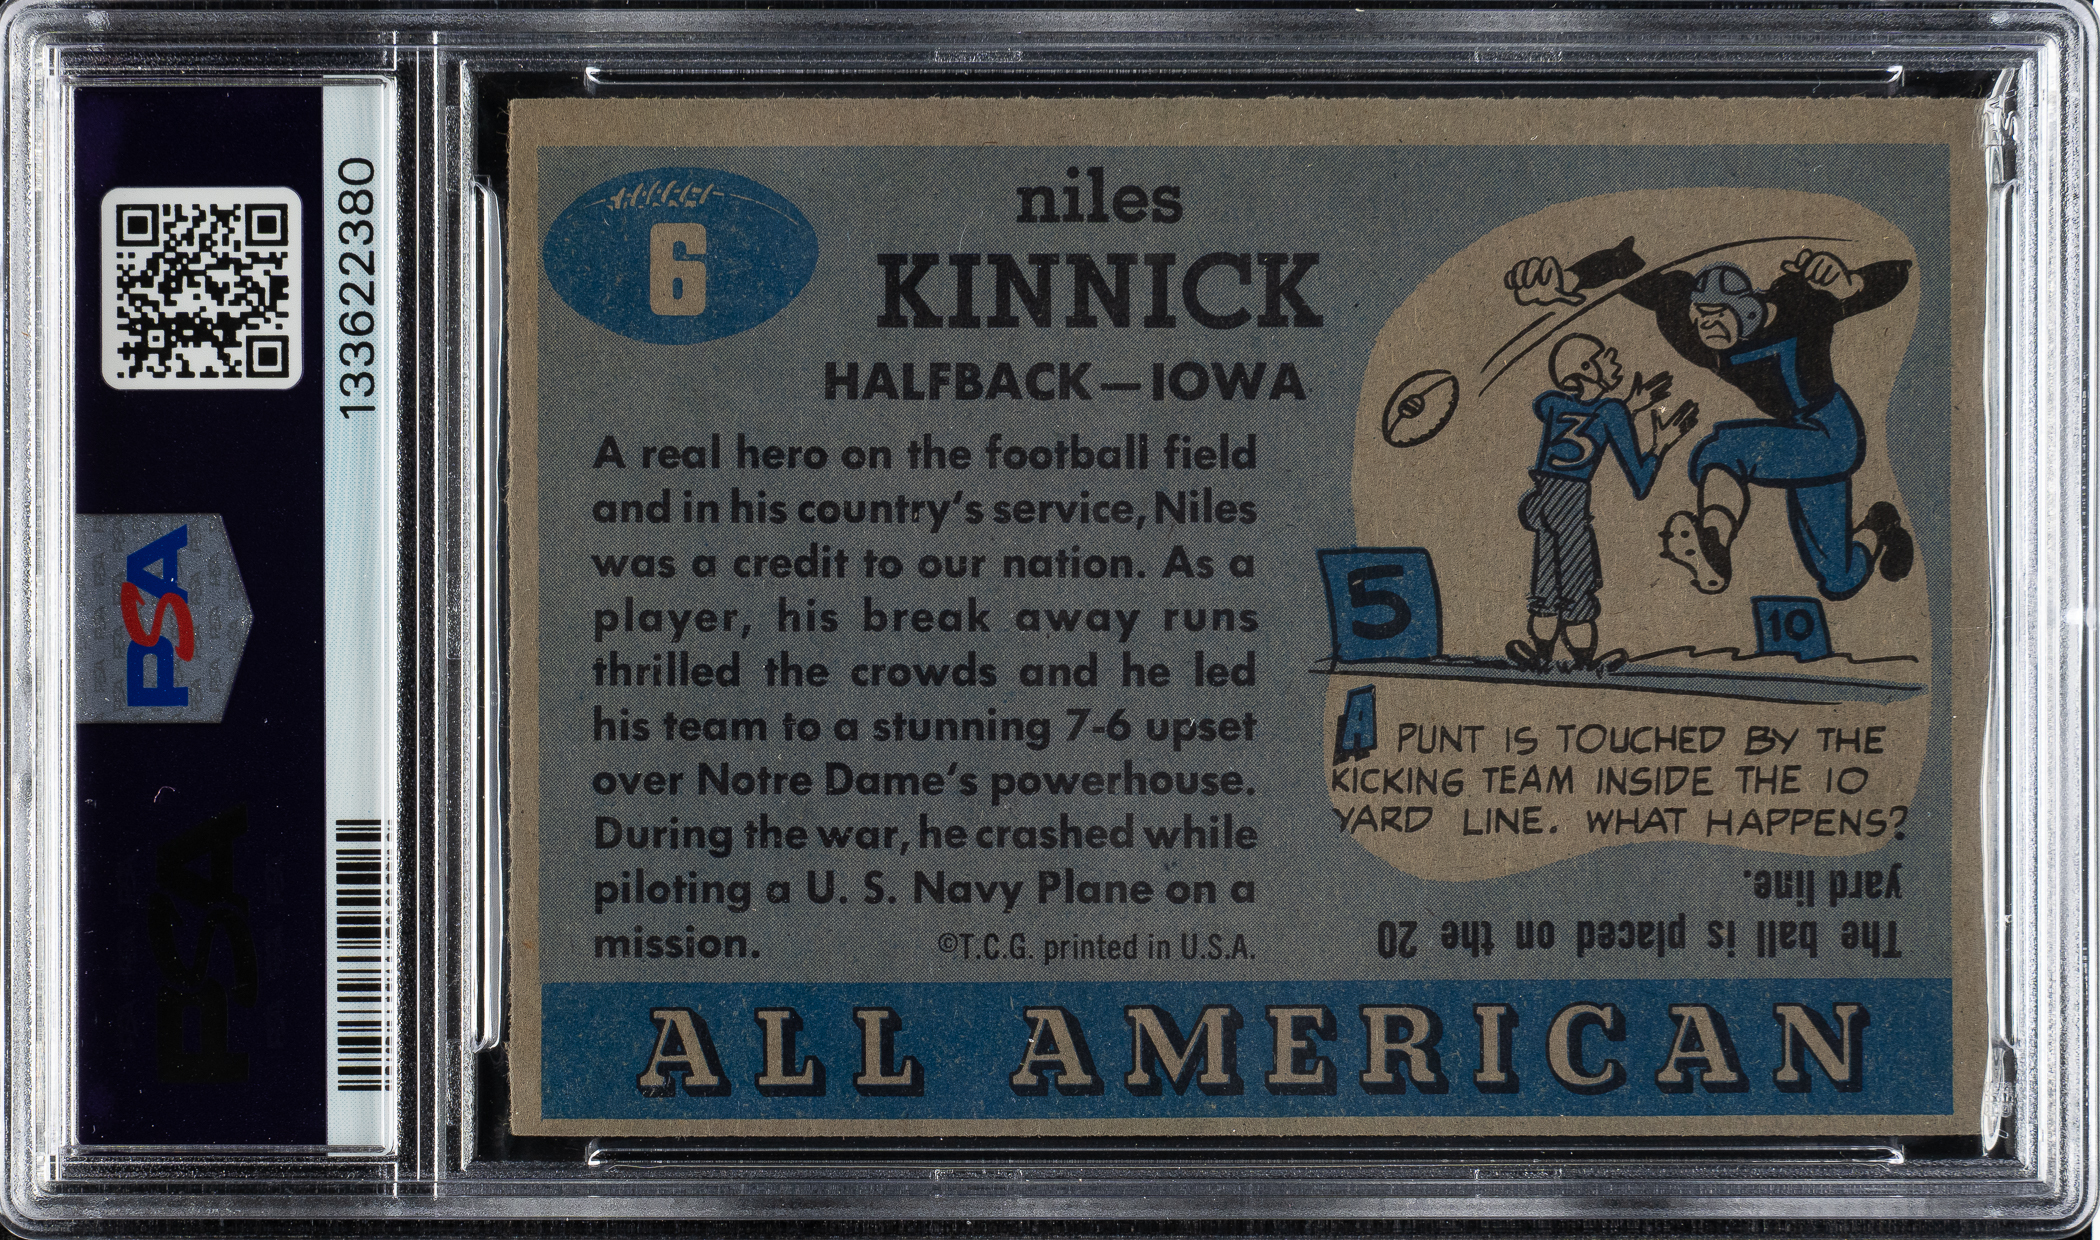 133622380
PSA
PSA
6
niles
KINNICK
HALFBACK—IOWA
A real hero on the football field
and in his country's service, Niles
was a credit to our nation. As a
player, his break away runs
thrilled the crowds and he led
his team to a stunning 7-6 upset
over Notre Dame's powerhouse.
During the war, he crashed while
piloting a U. S. Navy Plane on a
mission.
©T.C.G. printed in U.S.A.
3
7
5
10
A PUNT IS TOUCHED BY THE
KICKING TEAM INSIDE THE 10
YARD LINE. WHAT HAPPENS?
The ball is placed on the 20
yard line.
ALL AMERICAN